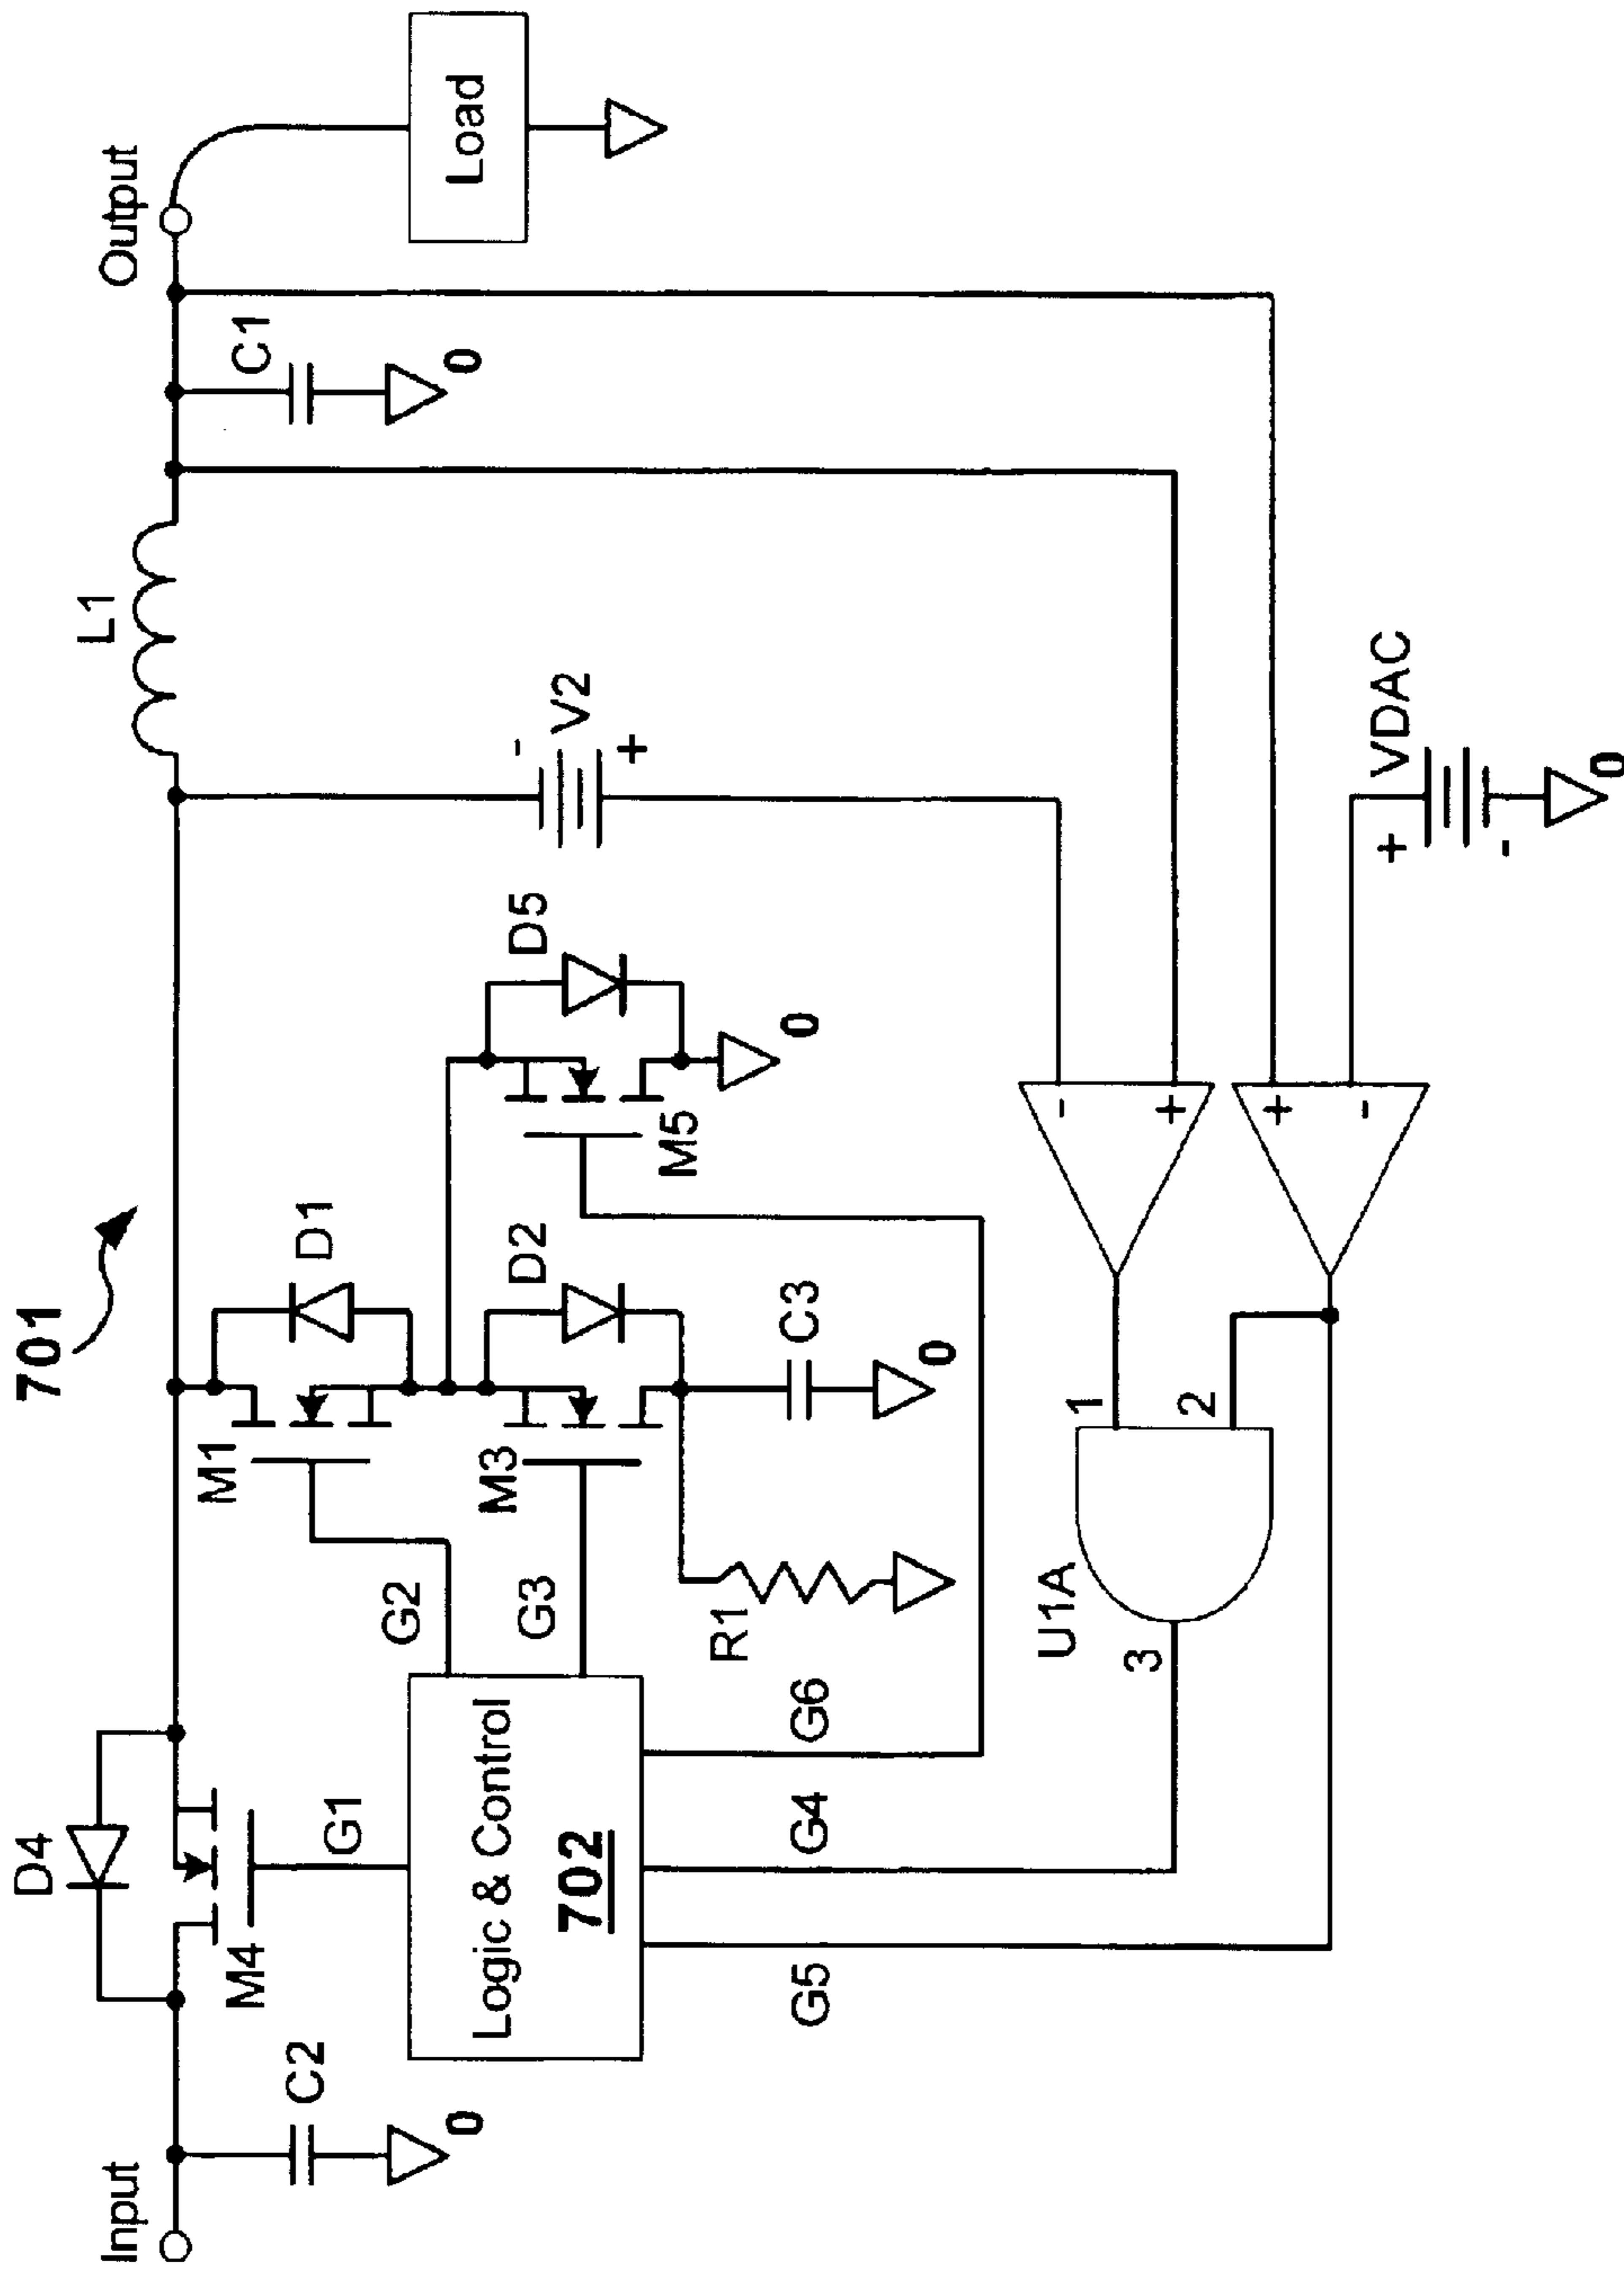 701
Input
C2
0
D4
M4
G1
Logic & Control
702
G2
G3
G6
G4
G5
M1
D1
M3
D2
C3
0
R1
M5
D5
0
L1
V2
-
+
C1
0
Output
Load
U1A
1
2
3
-
+
+
-
VDAC
+
-
0